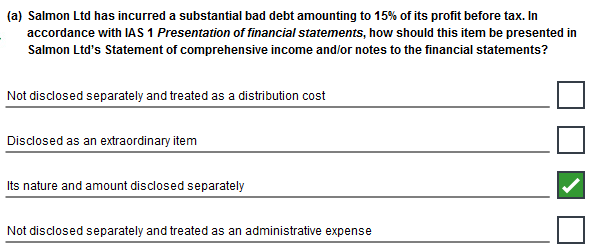 (a) Salmon Ltd has incurred a substantial bad debt amounting to 15% of its profit before tax. In
accordance with IAS 1 Presentation of financial statements, how should this item be presented in
Salmon Ltd's Statement of comprehensive income and/or notes to the financial statements?
Not disclosed separately and treated as a distribution cost
Disclosed as an extraordinary item
Its nature and amount disclosed separately
Not disclosed separately and treated as an administrative expense